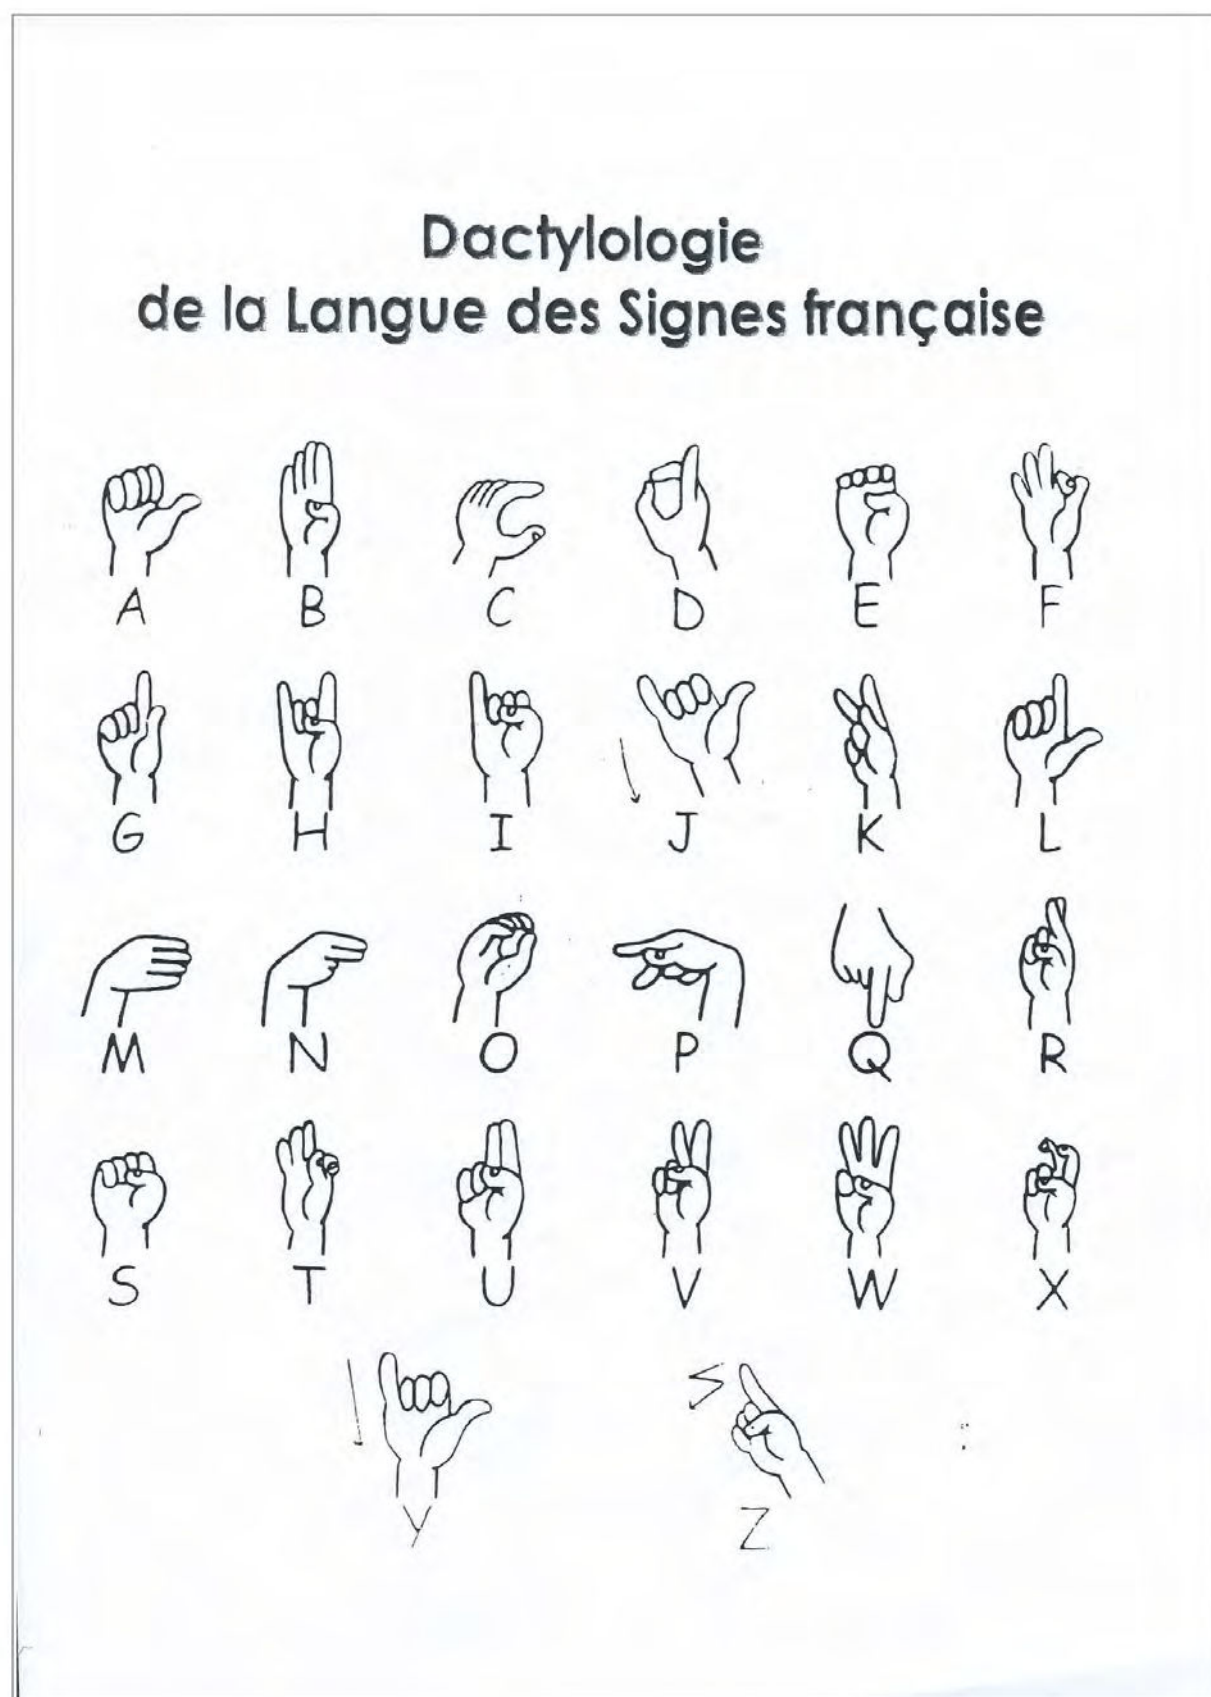 Dactylologie
de la Langue des Signes française
A B C D E F
G H I J K L
M N O P Q R
S T U V W X
Y Z